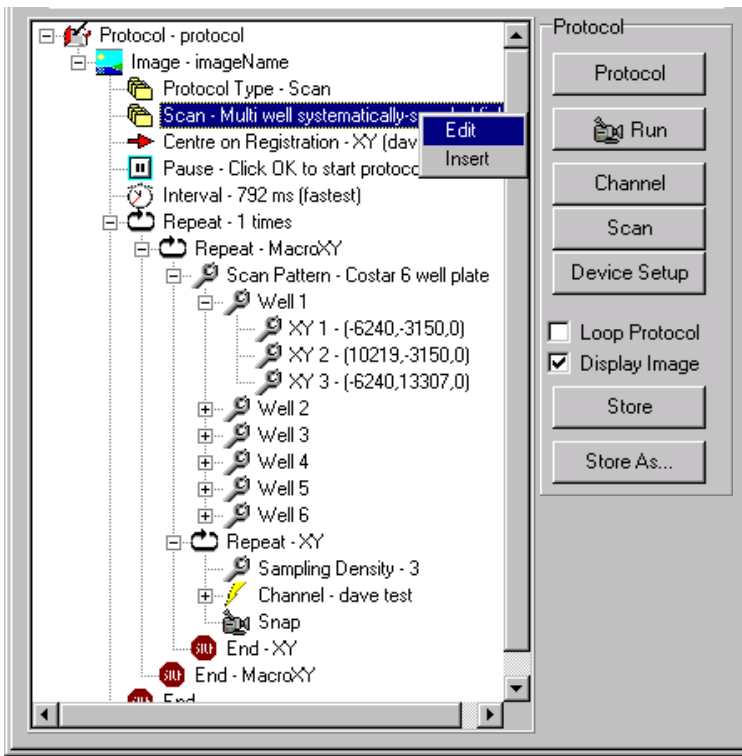 Protocol - protocol
Image - imageName
Protocol Type - Scan
Scan - Multi well
Centre on Registration - XY (dav
Pause - Click OK to start protoco
Interval - 792 ms (fastest)
Repeat - 1 times
Repeat - MacroXY
Scan Pattern - Costar 6 well plate
Well 1
XY 1 - (-6240,-3150,0)
XY 2 - (10219,-3150,0)
XY 3 - (-6240,13307,0)
Well 2
Well 3
Well 4
Well 5
Well 6
Repeat - XY
Sampling Density - 3
Channel - dave test
Snap
End - XY
End - MacroXY
End
Edit
Insert
Protocol
Protocol
Run
Channel
Scan
Device Setup
Loop Protocol
Display Image
Store
Store As...